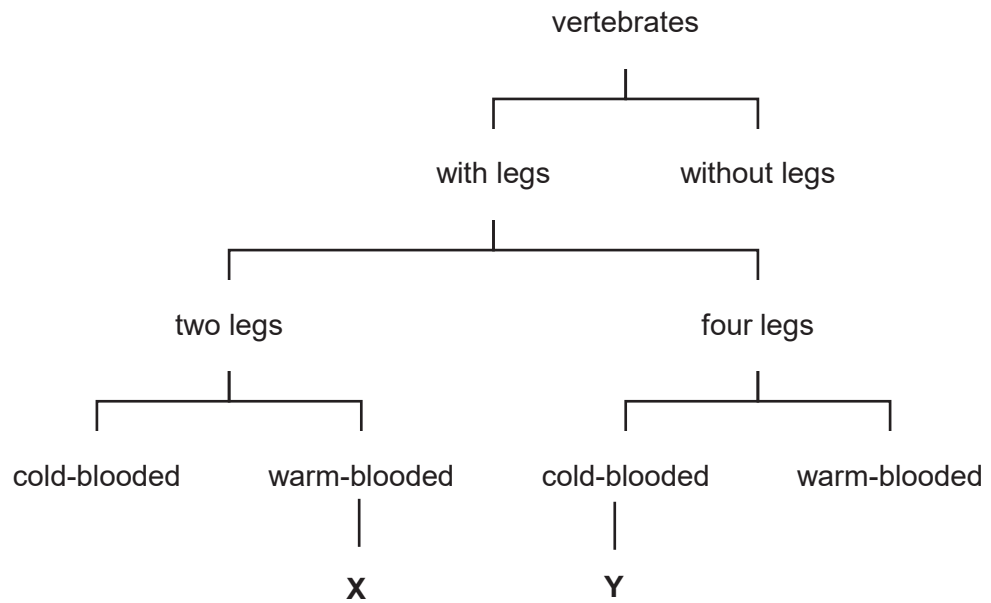 vertebrates
with legs without legs
two legs four legs
cold-blooded warm-blooded cold-blooded warm-blooded
X Y